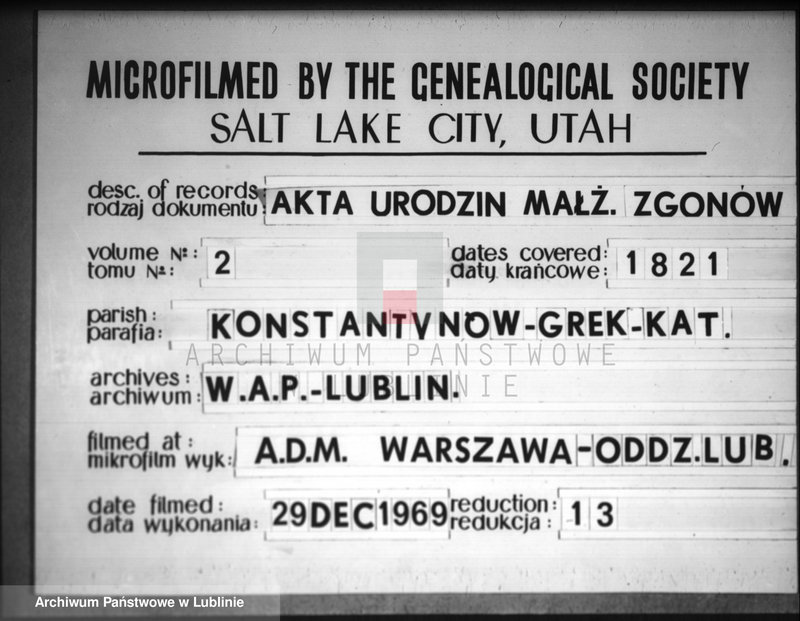 MICROFILMED BY THE GENEALOGICAL SOCIETY
SALT LAKE CITY, UTAH
desc. of records:
rodzaj dokumentu:
AKTA URODZIN MAŁŻ. ZGONÓW
volume №:
tomu №:
2
dates covered:
daty krańcowe:
1821
parish:
parafia:
KONSTANTYNÓW-GREK-KAT.
ARCHIWUM PAŃSTWOWE
archives:
archiwum:
W.A.P.-LUBLIN.
filmed at:
mikrofilm wyk:
A.D.M. WARSZAWA-ODDZ.LUB.
date filmed:
data wykonania:
29DEC1969
reduction:
redukcja:
13
Archiwum Państwowe w Lublinie